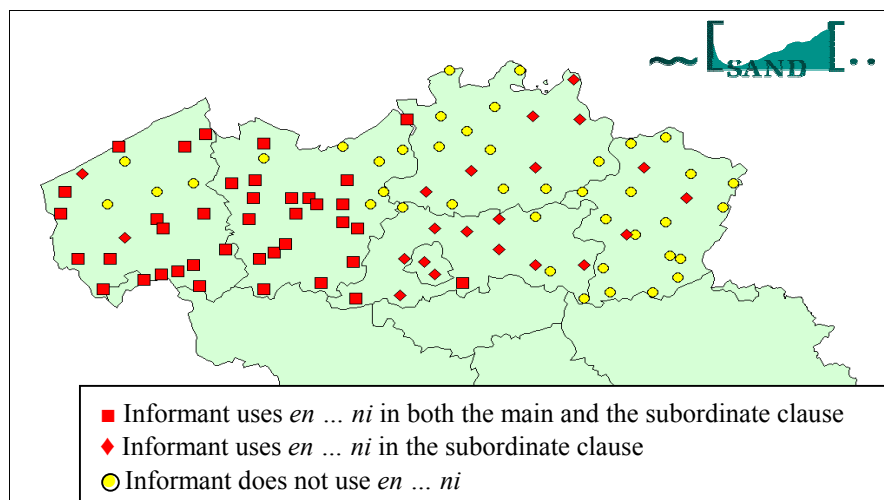 SAND
Informant uses en ... ni in both the main and the subordinate clause
Informant uses en ... ni in the subordinate clause
Informant does not use en ... ni